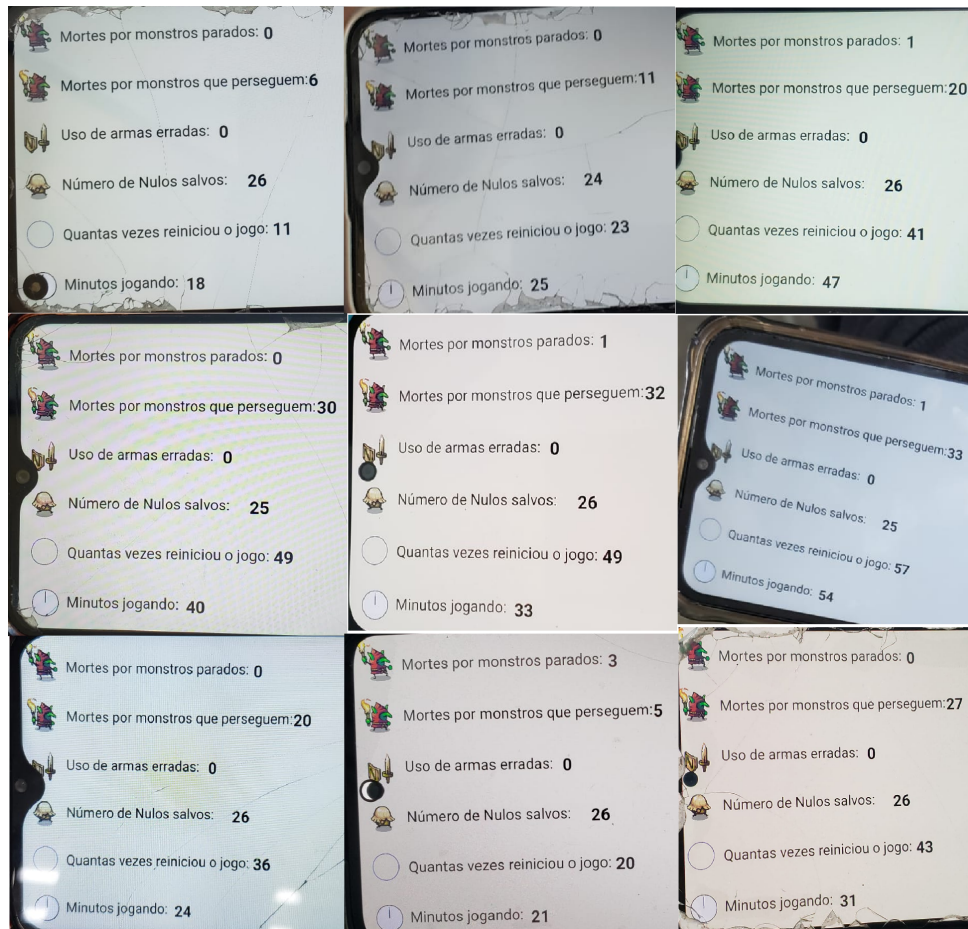 Mortes por monstros parados: 0
Mortes por monstros que perseguem:6
Uso de armas erradas: 0
Número de Nulos salvos: 26
Quantas vezes reiniciou o jogo: 11
Minutos jogando: 18
Mortes por monstros parados: 0
Mortes por monstros que perseguem:11
Uso de armas erradas: 0
Número de Nulos salvos: 24
Quantas vezes reiniciou o jogo: 23
Minutos jogando: 25
Mortes por monstros parados: 1
Mortes por monstros que perseguem:20
Uso de armas erradas: 0
Número de Nulos salvos: 26
Quantas vezes reiniciou o jogo: 41
Minutos jogando: 47
Mortes por monstros parados: 0
Mortes por monstros que perseguem:30
Uso de armas erradas: 0
Número de Nulos salvos: 25
Quantas vezes reiniciou o jogo: 49
Minutos jogando: 40
Mortes por monstros parados: 1
Mortes por monstros que perseguem:32
Uso de armas erradas: 0
Número de Nulos salvos: 26
Quantas vezes reiniciou o jogo: 49
Minutos jogando: 33
Mortes por monstros parados: 1
Mortes por monstros que perseguem:33
Uso de armas erradas: 0
Número de Nulos salvos: 25
Quantas vezes reiniciou o jogo: 57
Minutos jogando: 54
Mortes por monstros parados: 0
Mortes por monstros que perseguem:20
Uso de armas erradas: 0
Número de Nulos salvos: 26
Quantas vezes reiniciou o jogo: 36
Minutos jogando: 24
Mortes por monstros parados: 3
Mortes por monstros que perseguem:5
Uso de armas erradas: 0
Número de Nulos salvos: 26
Quantas vezes reiniciou o jogo: 20
Minutos jogando: 21
Mortes por monstros parados: 0
Mortes por monstros que perseguem:27
Uso de armas erradas: 0
Número de Nulos salvos: 26
Quantas vezes reiniciou o jogo: 43
Minutos jogando: 31